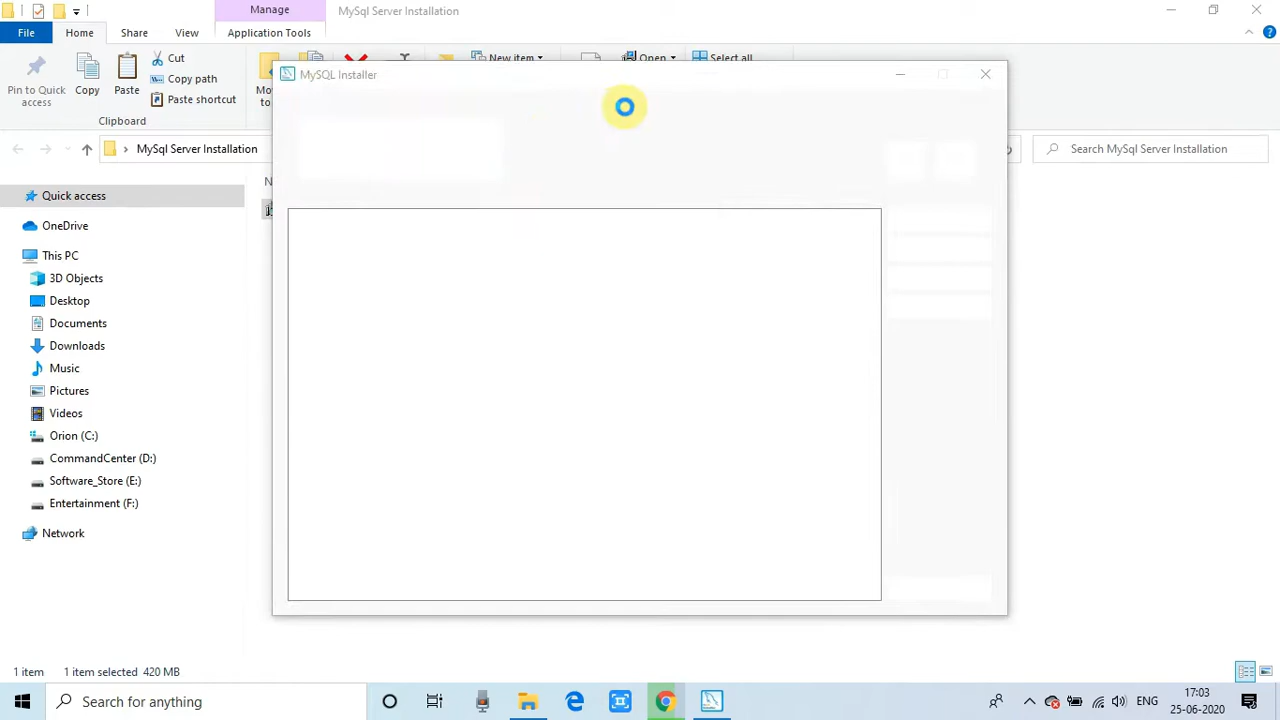 Manage
MySql Server Installation
File
Home
Share
View
Application Tools
Pin to Quick access
Copy
Paste
Cut
Copy path
Paste shortcut
Clipboard
New item
Open
Select all
MySQL Installer
MySql Server Installation
Search MySql Server Installation
Quick access
OneDrive
This PC
3D Objects
Desktop
Documents
Downloads
Music
Pictures
Videos
Orion (C:)
CommandCenter (D:)
Software_Store (E:)
Entertainment (F:)
Network
1 item
1 item selected
420 MB
Search for anything
ENG
17:03
25-06-2020